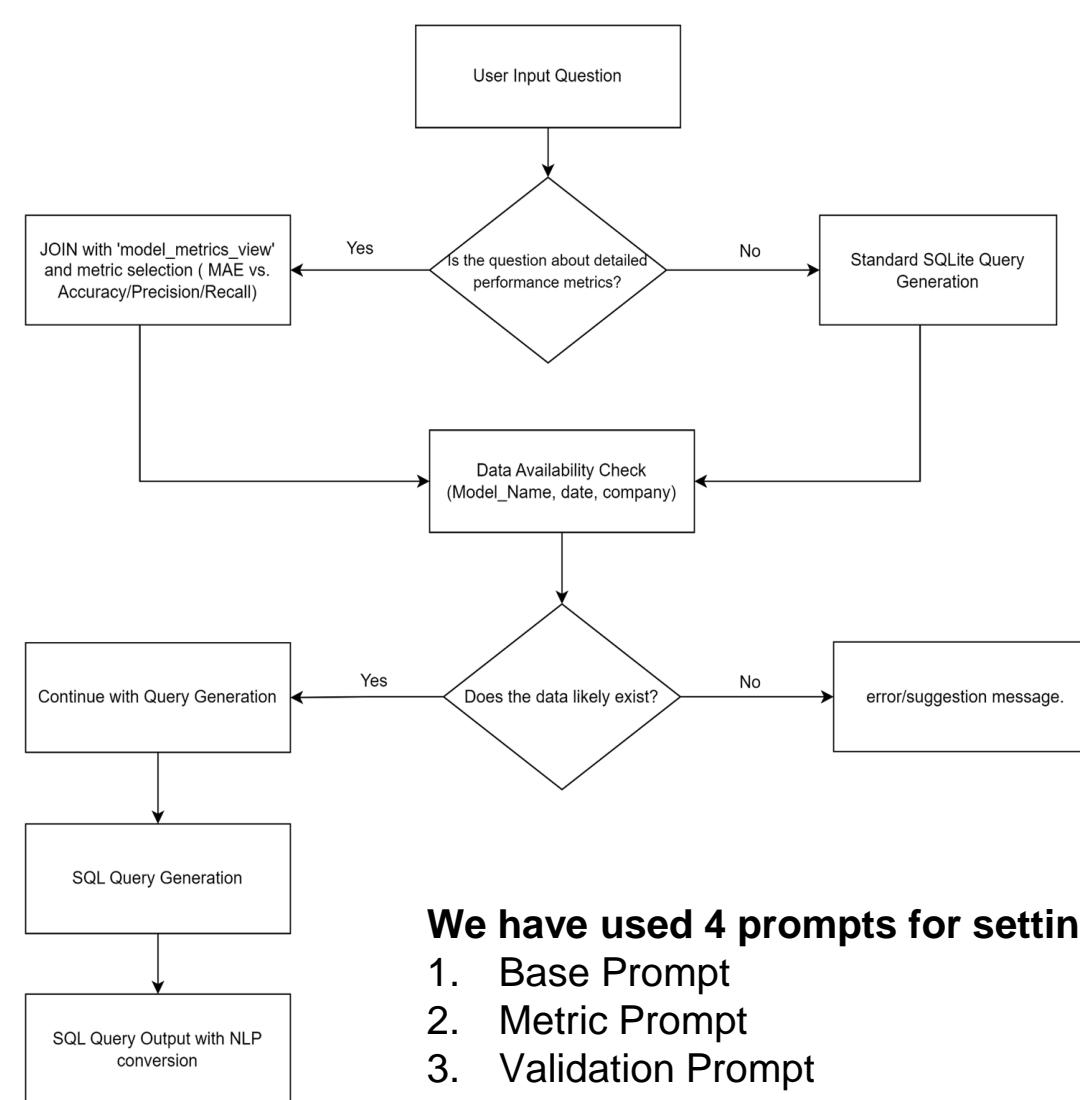 User Input Question
Is the question about detailed
performance metrics?
Yes
No
JOIN with 'model_metrics_view'
and metric selection ( MAE vs.
Accuracy/Precision/Recall)
Standard SQLite Query
Generation
Data Availability Check
(Model_Name, date, company)
Does the data likely exist?
Yes
No
Continue with Query Generation
error/suggestion message.
SQL Query Generation
SQL Query Output with NLP
conversion
We have used 4 prompts for settin
1. Base Prompt
2. Metric Prompt
3. Validation Prompt